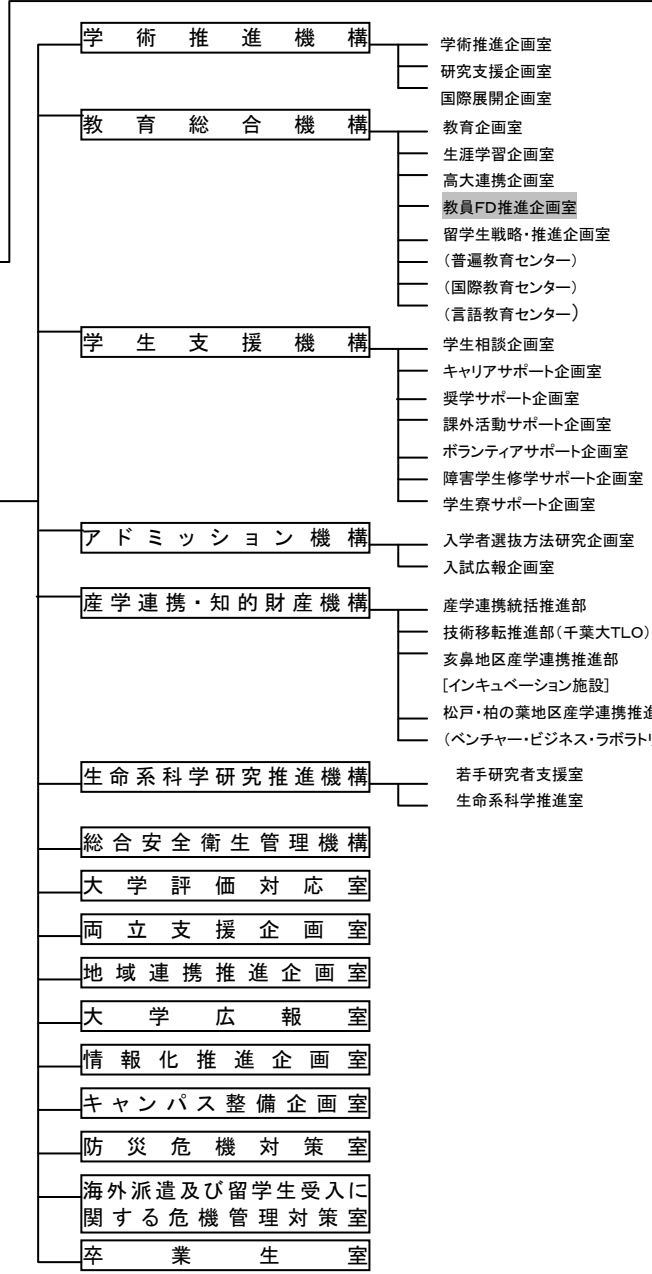 学術推進機構
学術推進企画室
研究支援企画室
国際展開企画室
教育総合機構
教育企画室
生涯学習企画室
高大連携企画室
教員FD推進企画室
留学生戦略・推進企画室
(普遍教育センター)
(国際教育センター)
(言語教育センター)
学生支援機構
学生相談企画室
キャリアサポート企画室
奨学サポート企画室
課外活動サポート企画室
ボランティアサポート企画室
障害学生修学サポート企画室
学生寮サポート企画室
アドミッション機構
入学者選抜方法研究企画室
入試広報企画室
産学連携・知的財産機構
産学連携統括推進部
技術移転推進部(千葉大TLO)
亥鼻地区産学連携推進部
[インキュベーション施設]
松戸・柏の葉地区産学連携推進
(ベンチャー・ビジネス・ラボラト
生命系科学研究推進機構
若手研究者支援室
生命系科学推進室
総合安全衛生管理機構
大学評価対応室
両立支援企画室
地域連携推進企画室
大学広報室
情報化推進企画室
キャンパス整備企画室
防災危機対策室
海外派遣及び留学生受入に
関する危機管理対策室
卒業生室